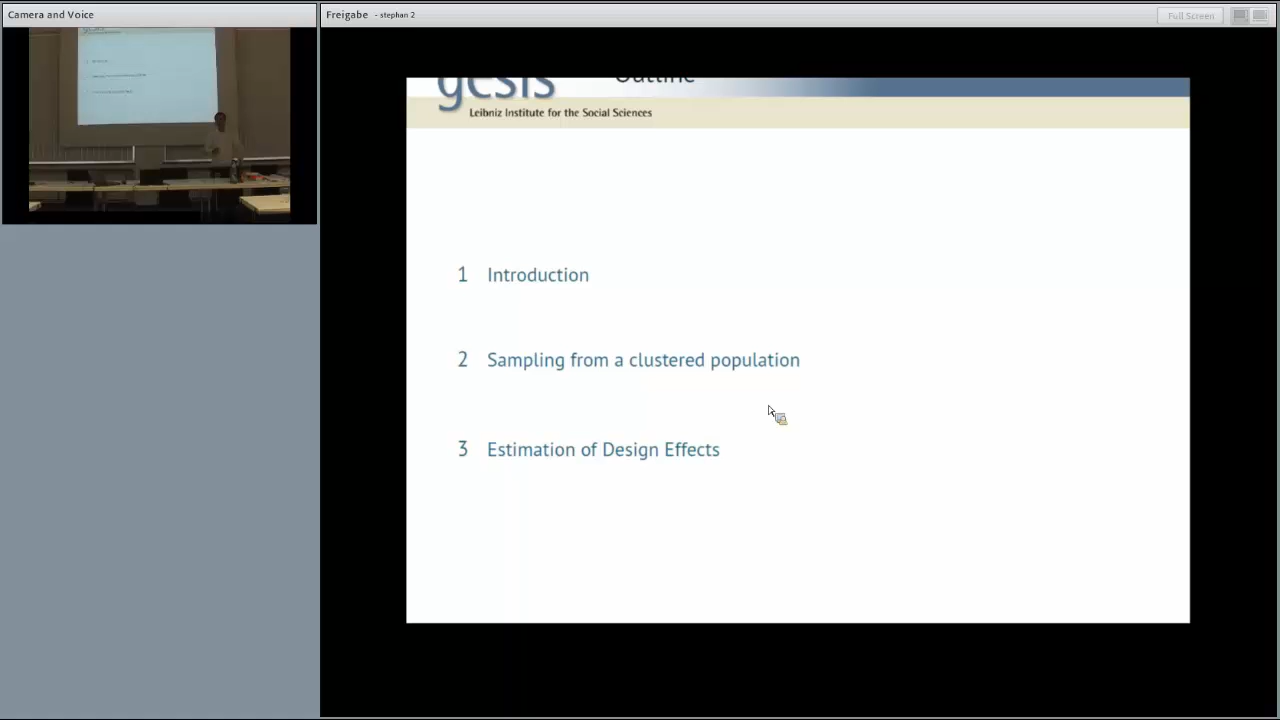 Camera and Voice
Freigabe - stephan 2
Full Screen
gesis
Outline
Leibniz Institute for the Social Sciences
1 Introduction
2 Sampling from a clustered population
3 Estimation of Design Effects